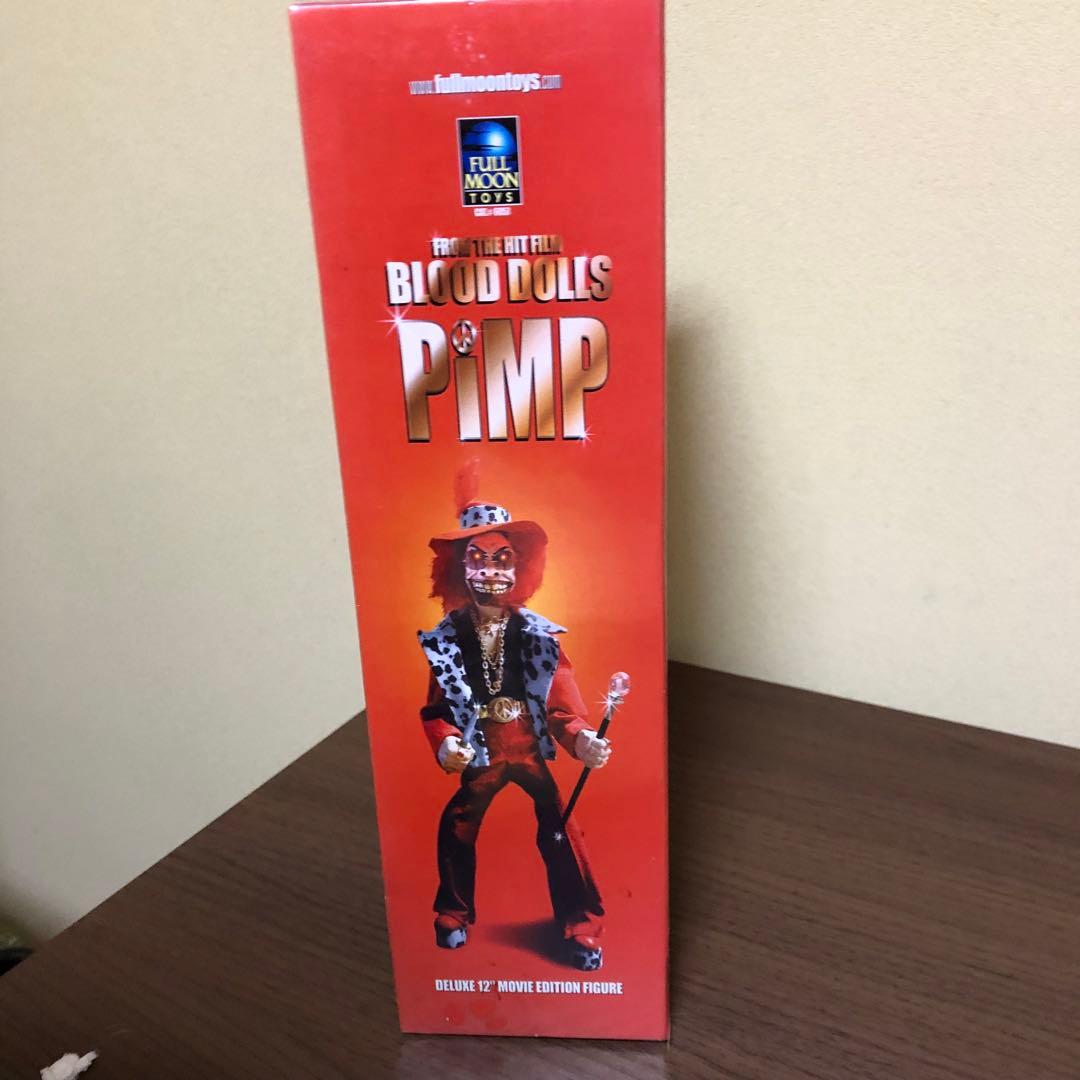 www.fullmoontoys.com
FULL
MOON
TOYS
FROM THE HIT FILM
BLOOD DOLLS
PiMP
DELUXE 12" MOVIE EDITION FIGURE